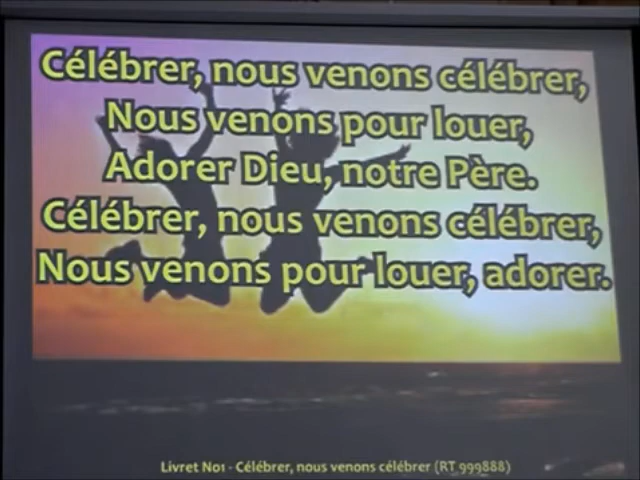 Célébrer, nous venons célébrer,
Nous venons pour louer,
Adorer Dieu, notre Père.
Célébrer, nous venons célébrer,
Nous venons pour louer, adorer.
Livret No1 - Célébrer, nous venons célébrer (RT 999888)